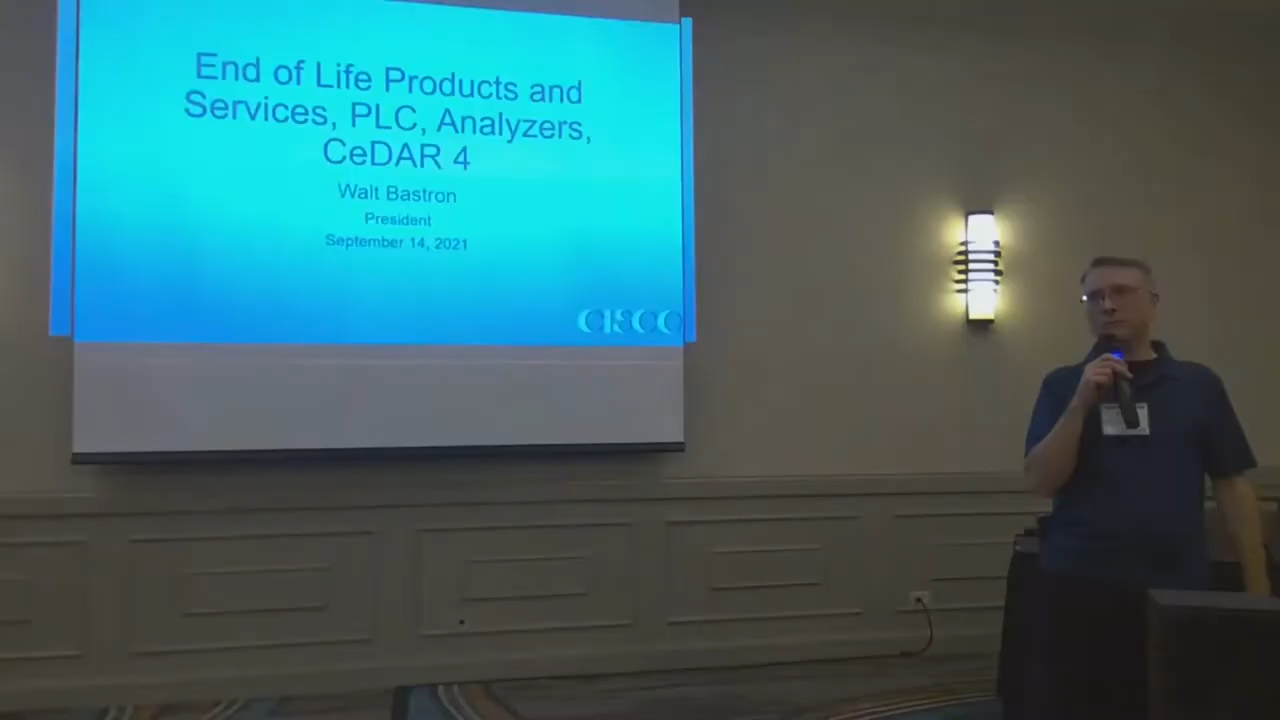 End of Life Products and
Services, PLC, Analyzers,
CeDAR 4
Walt Bastron
President
September 14, 2021
CISCO